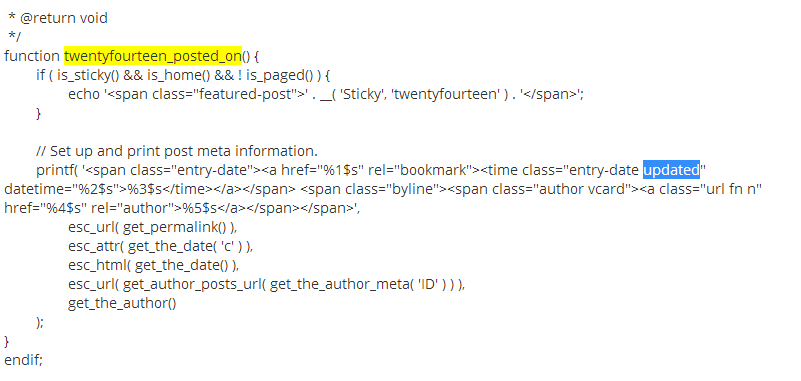 * @return void
*/
function twentyfourteen_posted_on() {
if ( is_sticky() && is_home() && ! is_paged() ) {
echo '<span class="featured-post">' . __( 'Sticky', 'twentyfourteen' ) . '</span>';
}
// Set up and print post meta information.
printf( '<span class="entry-date"><a href="%1$s" rel="bookmark"><time class="entry-date updated"
datetime="%2$s">%3$s</time></a></span> <span class="byline"><span class="author vcard"><a class="url fn n"
href="%4$s" rel="author">%5$s</a></span></span>',
esc_url( get_permalink() ),
esc_attr( get_the_date( 'c' ) ),
esc_html( get_the_date() ),
esc_url( get_author_posts_url( get_the_author_meta( 'ID' ) ) ),
get_the_author()
);
}
endif;